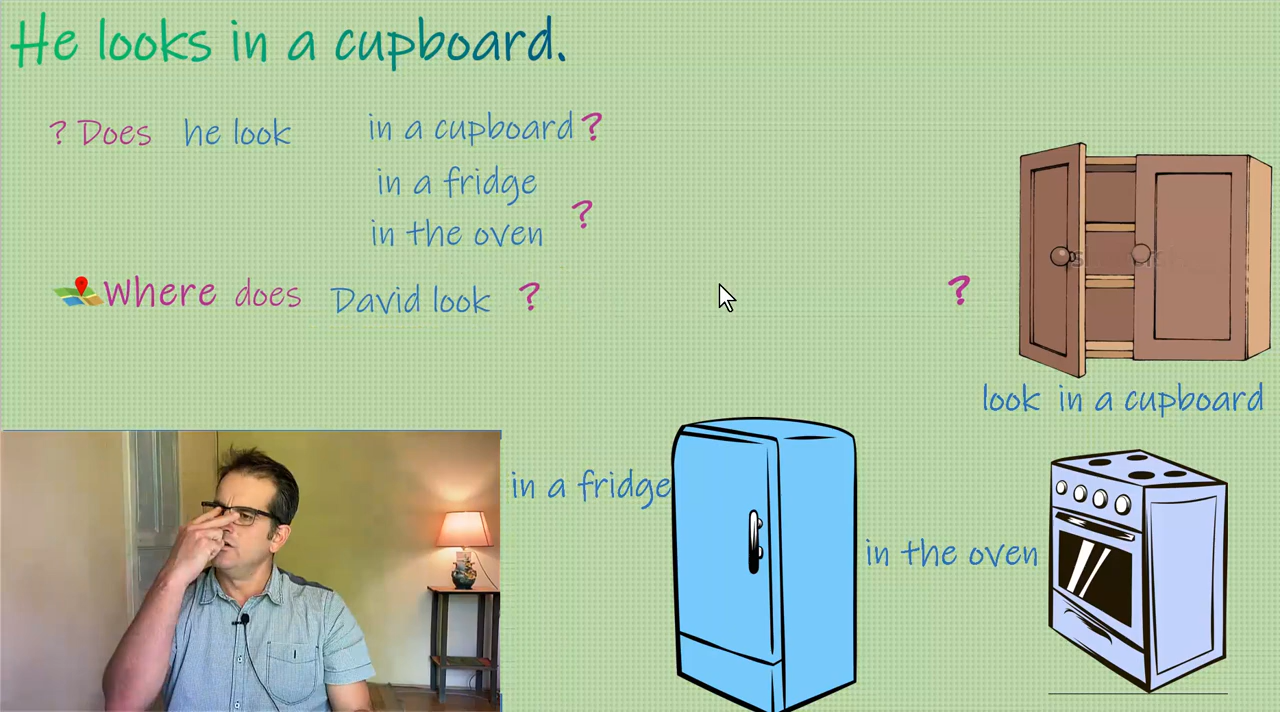 He looks in a cupboard.
? Does he look in a cupboard ?
in a fridge
in the oven ?
Where does David look ? ?
look in a cupboard
in a fridge
in the oven